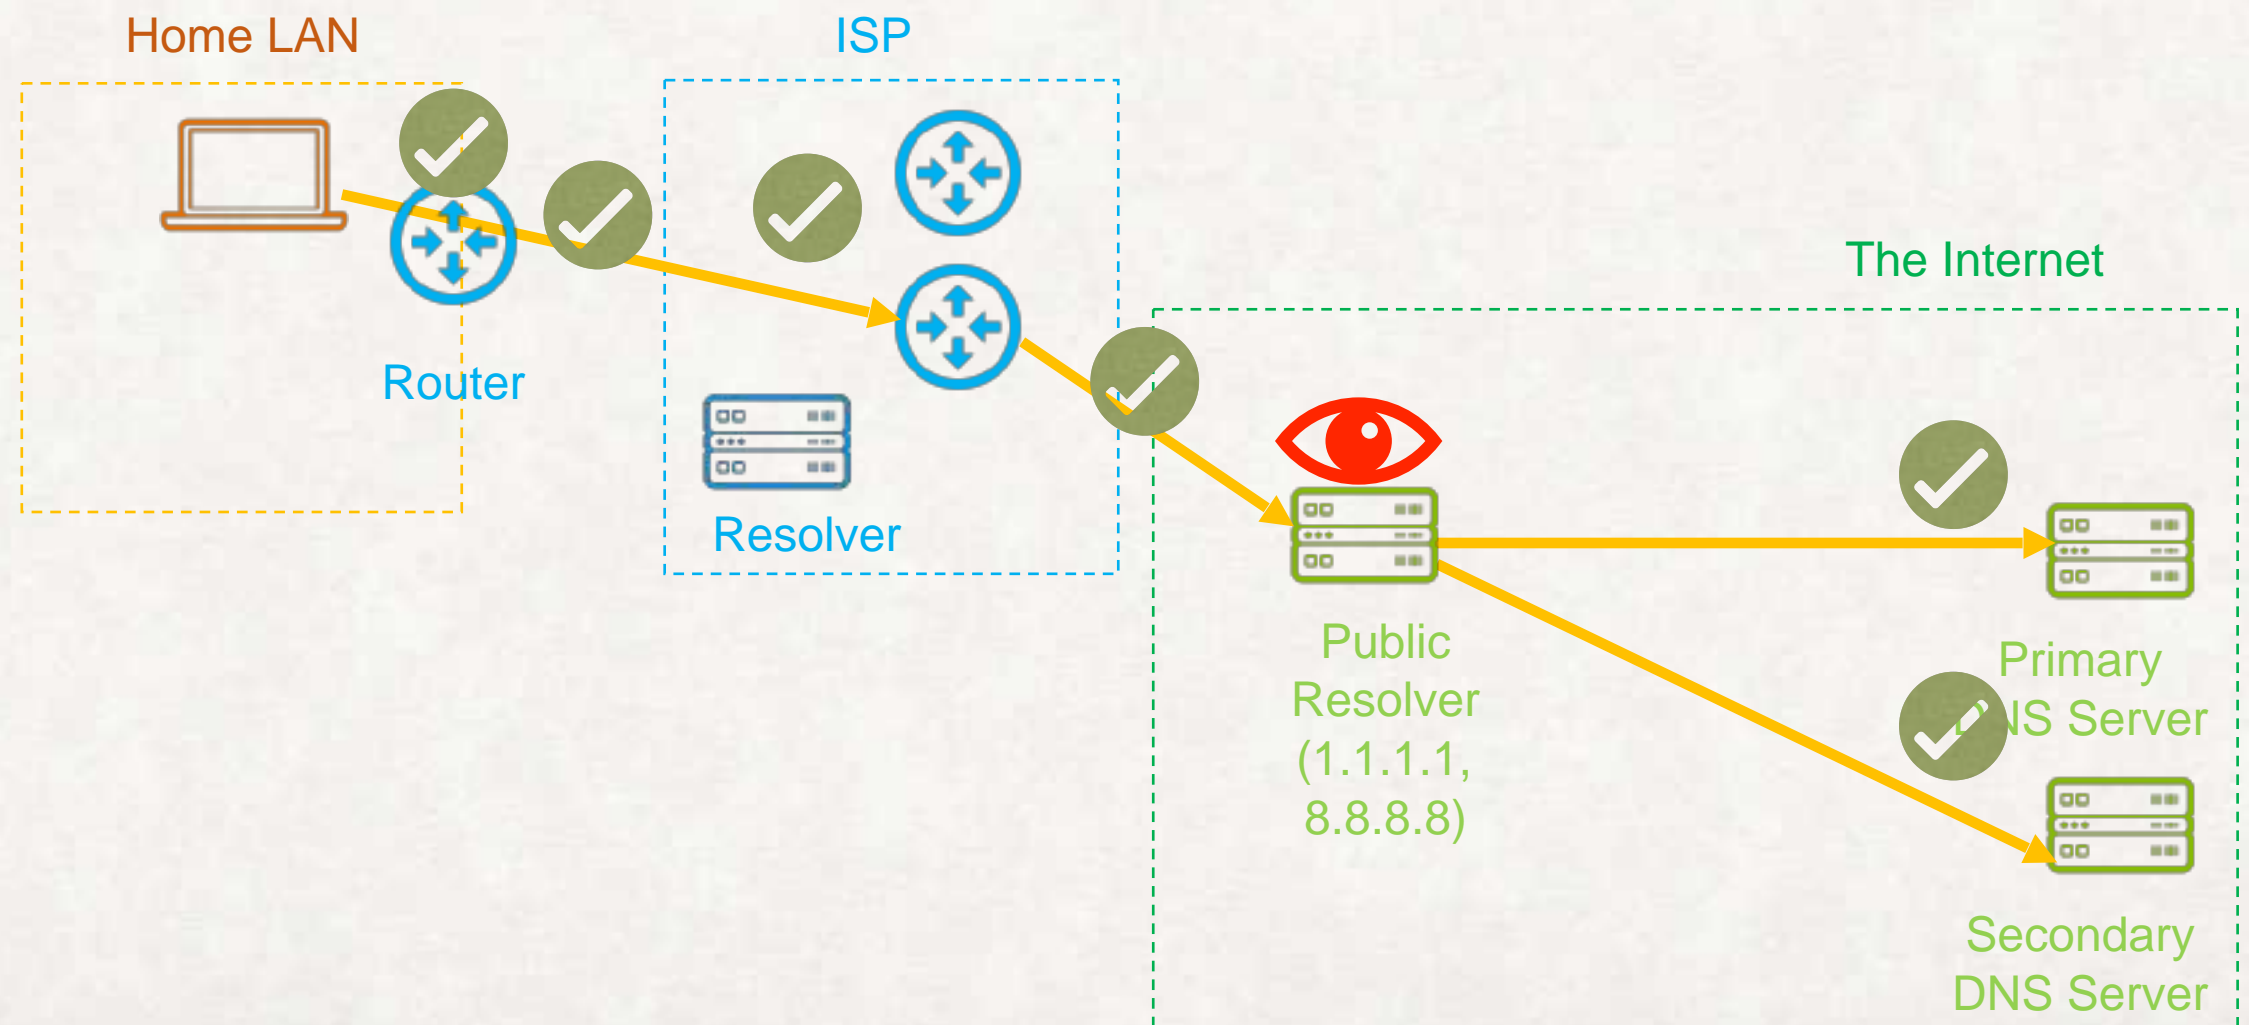 Home LAN
ISP
The Internet
Router
Resolver
Public
Resolver
(1.1.1.1,
8.8.8.8)
Primary
DNS Server
Secondary
DNS Server